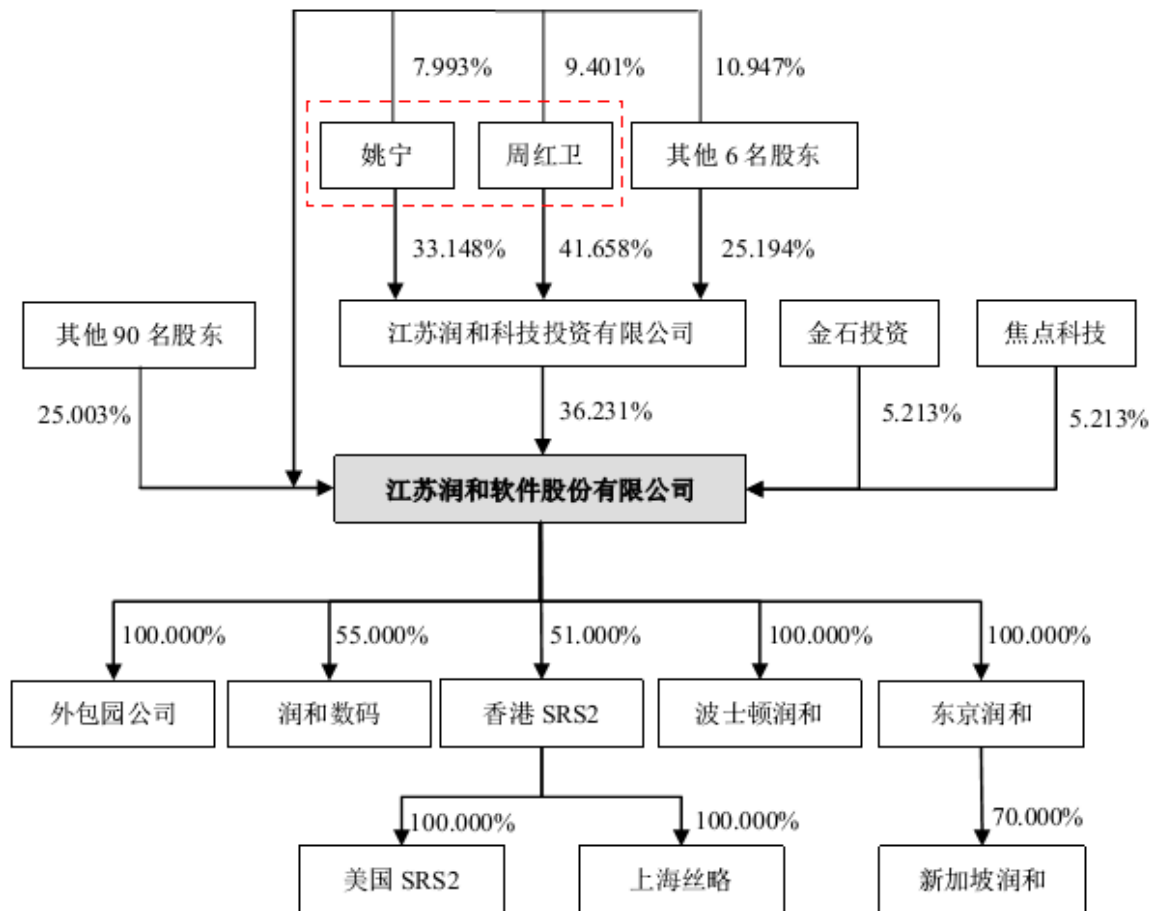 7.993%
9.401%
10.947%
姚宁
周红卫
其他 6 名股东
33.148%
41.658%
25.194%
其他 90 名股东
江苏润和科技投资有限公司
金石投资
焦点科技
25.003%
36.231%
5.213%
5.213%
江苏润和软件股份有限公司
100.000%
55.000%
51.000%
100.000%
100.000%
外包园公司
润和数码
香港 SRS2
波士顿润和
东京润和
100.000%
100.000%
70.000%
美国 SRS2
上海丝略
新加坡润和